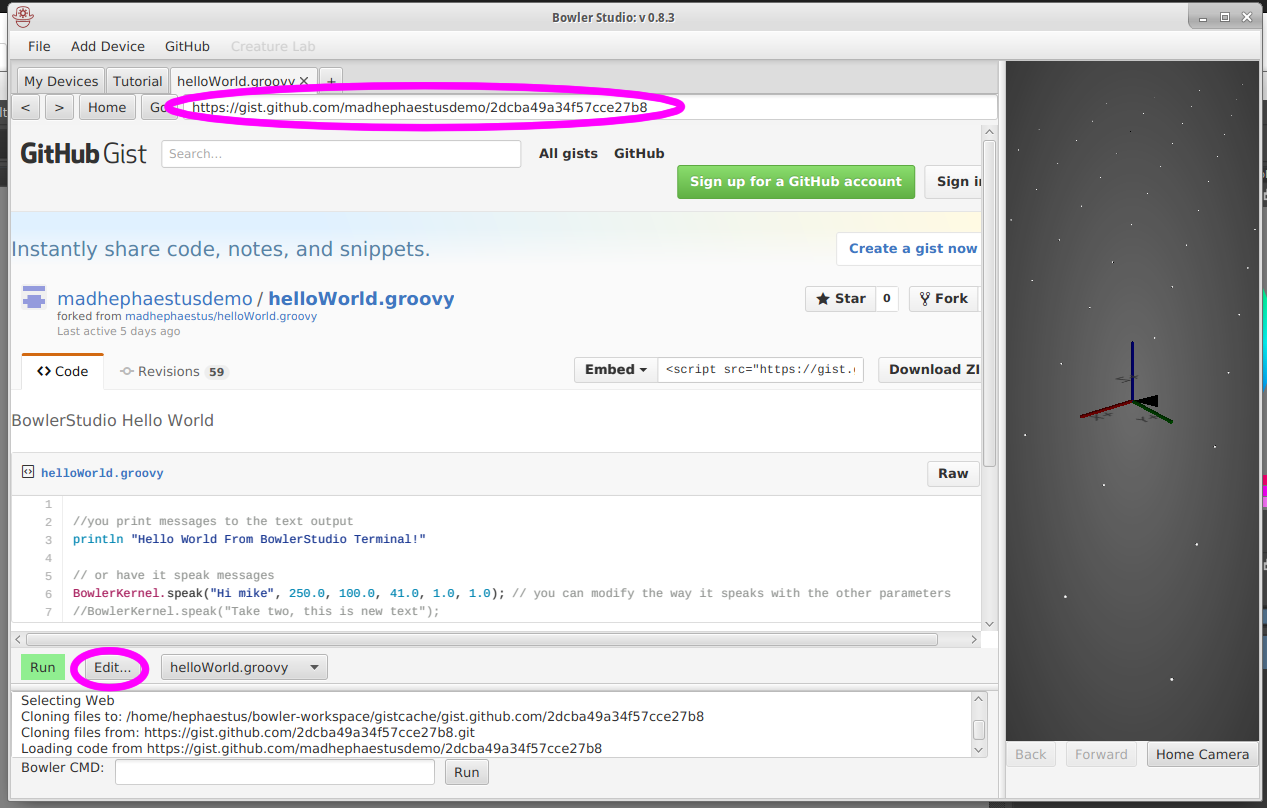 Bowler Studio: v 0.8.3
File Add Device GitHub Creature Lab
My Devices Tutorial helloWorld.groovy ✕ +
< > Home https://gist.github.com/madhephaestusdemo/2dcba49a34f57cce27b8
GitHub Gist Search... All gists GitHub
Sign up for a GitHub account Sign i
Instantly share code, notes, and snippets.
Create a gist now
madhephaestusdemo / helloWorld.groovy
Star 0 Fork
forked from madhephaestus/helloWorld.groovy
Last active 5 days ago
<> Code Revisions 59 Embed <script src="https://gist. Download ZI
BowlerStudio Hello World
helloWorld.groovy Raw
1
2 //you print messages to the text output
3 println "Hello World From BowlerStudio Terminal!"
4
5 // or have it speak messages
6 BowlerKernel.speak("Hi mike", 250.0, 100.0, 41.0, 1.0, 1.0); // you can modify the way it speaks with the other parameters
7 //BowlerKernel.speak("Take two, this is new text");
Run Edit... helloWorld.groovy
Selecting Web
Cloning files to: /home/hephaestus/bowler-workspace/gistcache/gist.github.com/2dcba49a34f57cce27b8
Cloning files from: https://gist.github.com/2dcba49a34f57cce27b8.git
Loading code from https://gist.github.com/madhephaestusdemo/2dcba49a34f57cce27b8
Bowler CMD: Run
Back Forward Home Camera